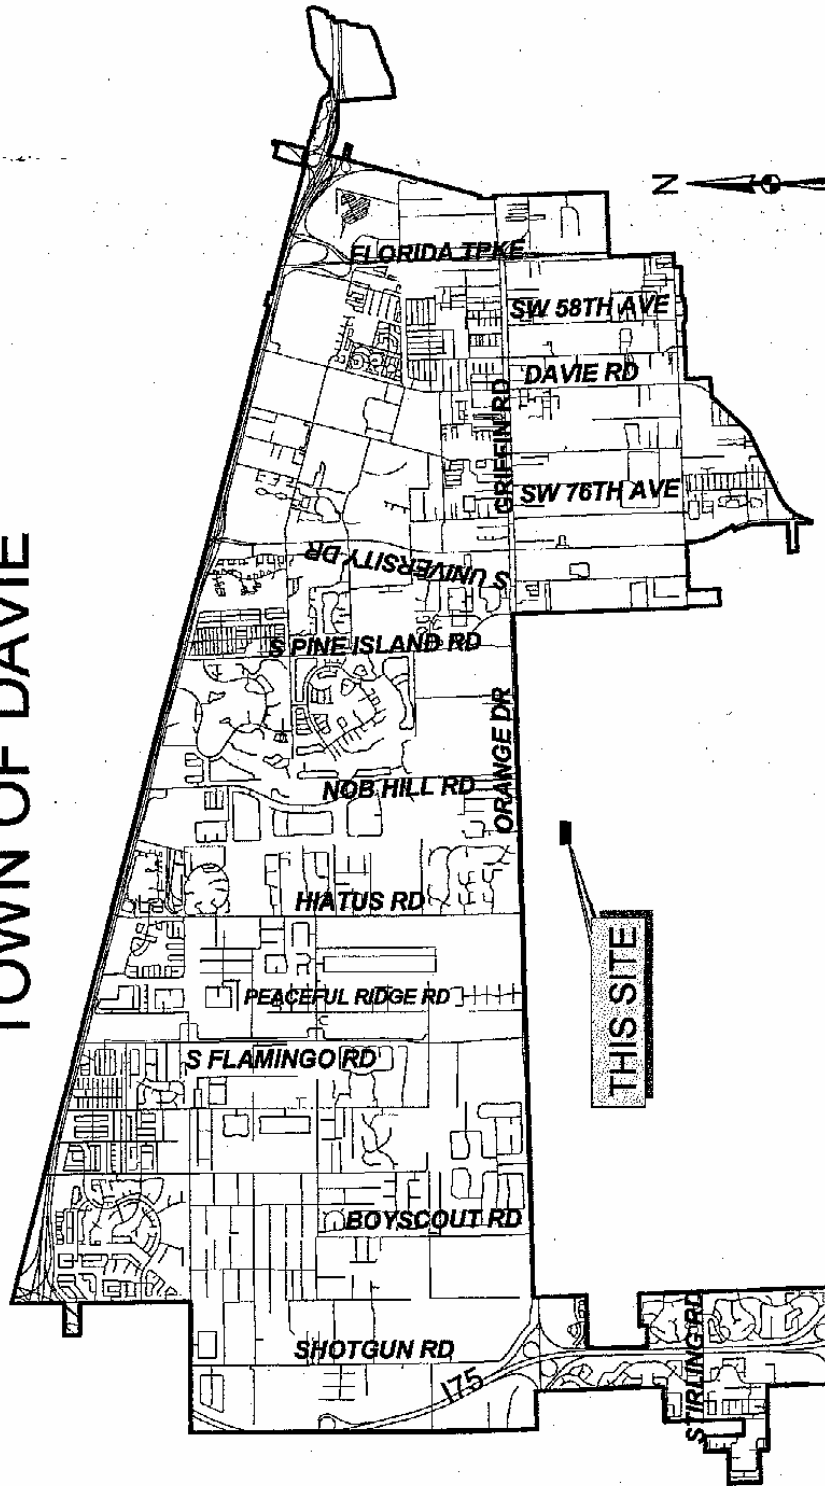 TOWN OF DAVIE
N
FLORIDA TPKE
SW 58TH AVE
DAVIE RD
GRIFFIN RD
SW 76TH AVE
S UNIVERSITY DR
S PINE ISLAND RD
ORANGE DR
NOB HILL RD
HIATUS RD
THIS SITE
PEACEFUL RIDGE RD
S FLAMINGO RD
BOYSCOUT RD
SHOTGUN RD
STIRLING RD
I75